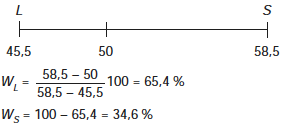 L S
45,5 50 58,5
W_L = \frac{58,5 – 50}{58,5 – 45,5} 100 = 65,4 %
W_S = 100 – 65,4 = 34,6 %